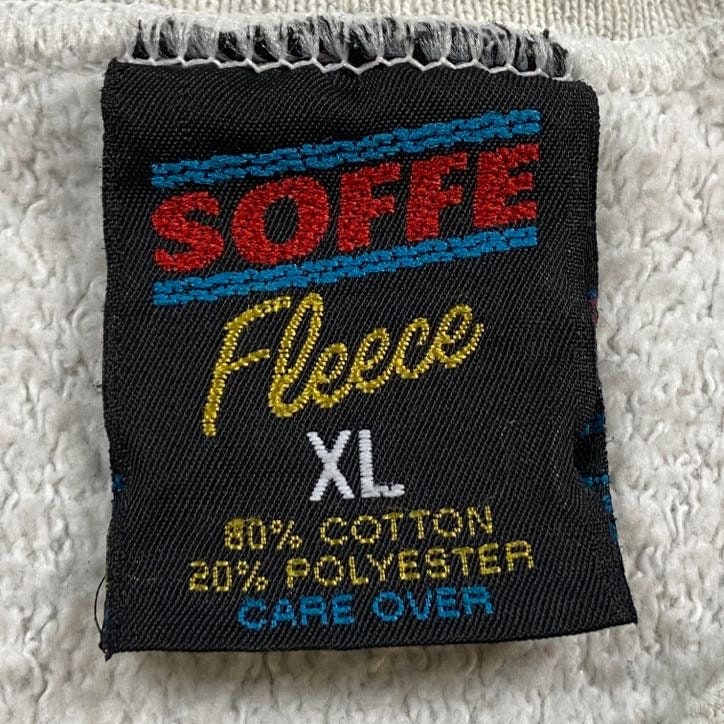 SOFFE
Fleece
XL
80% COTTON
20% POLYESTER
CARE OVER